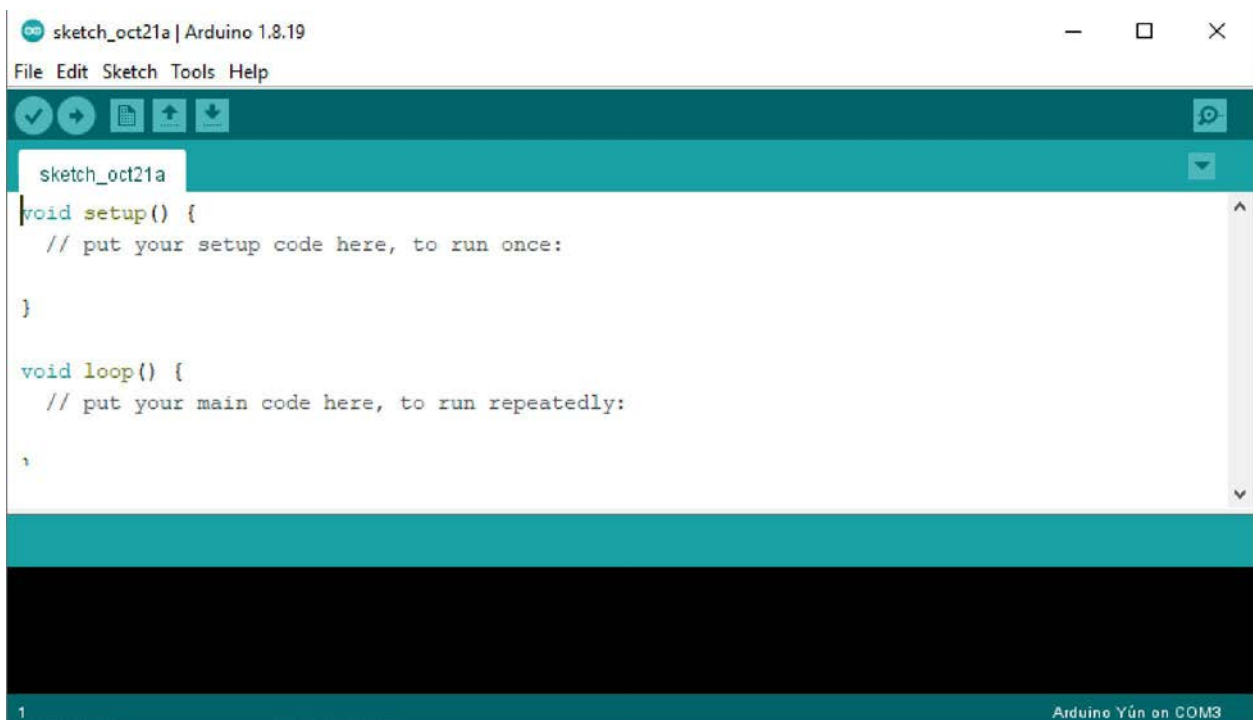 sketch_oct21a | Arduino 1.8.19
File Edit Sketch Tools Help
sketch_oct21a
void setup() {
  // put your setup code here, to run once:
}
void loop() {
  // put your main code here, to run repeatedly:
}
1
Arduino Yún on COM3